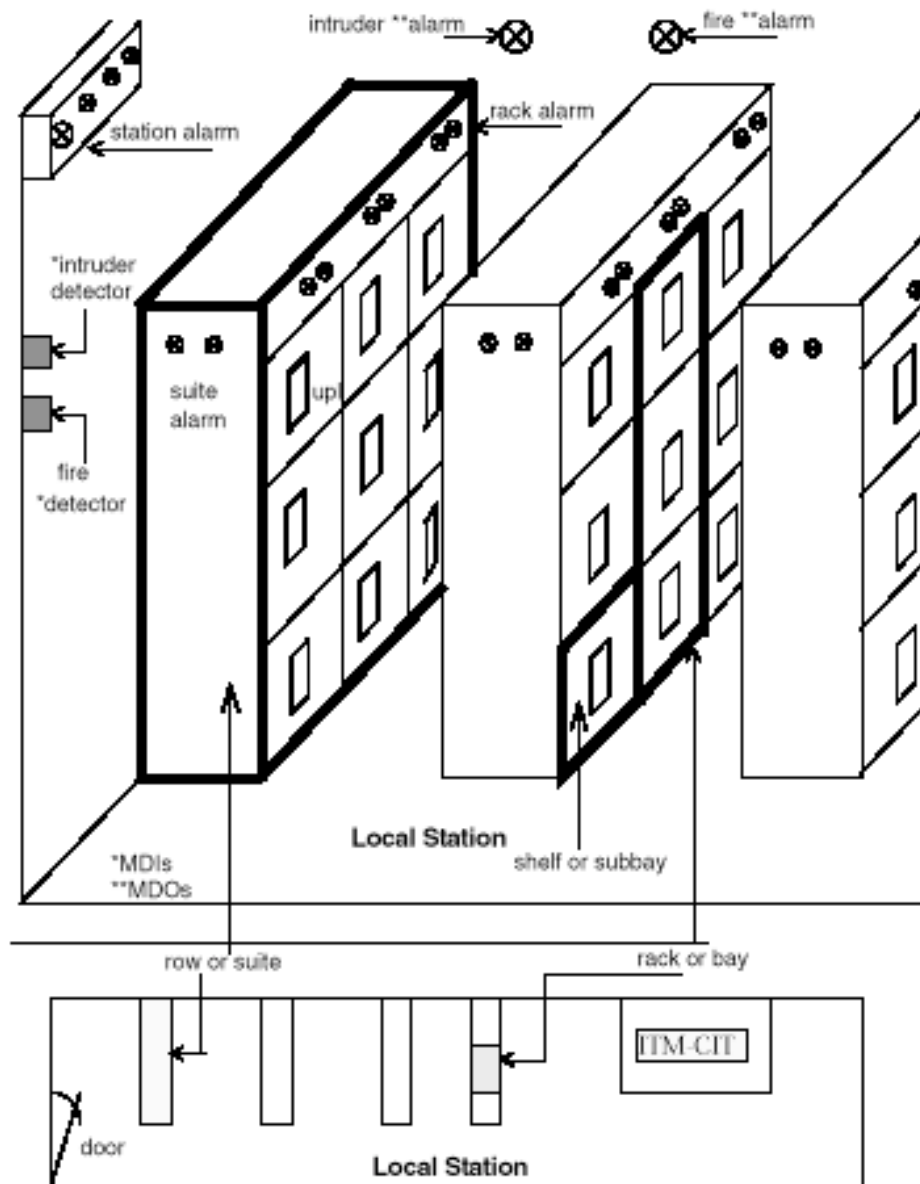 intruder **alarm
fire **alarm
station alarm
rack alarm
*intruder
detector
suite
alarm
upl
fire
*detector
Local Station
shelf or subbay
*MDIs
**MDOs
row or suite
rack or bay
ITM-CIT
door
Local Station